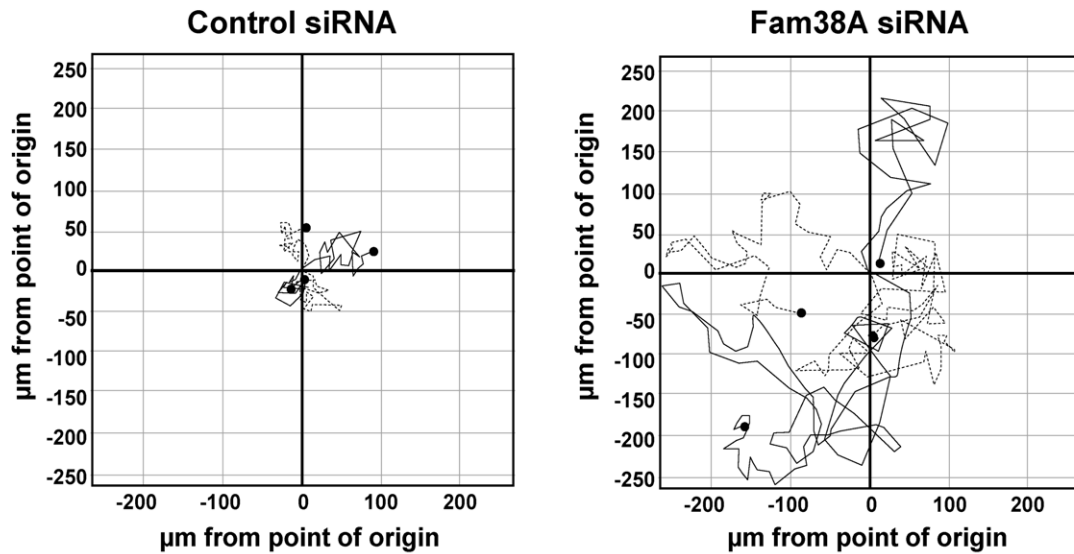 Control siRNA
µm from point of origin
250
200
150
100
50
0
-50
-100
-150
-200
-250
-200 -100 0 100 200
µm from point of origin
Fam38A siRNA
µm from point of origin
250
200
150
100
50
0
-50
-100
-150
-200
-250
-200 -100 0 100 200
µm from point of origin